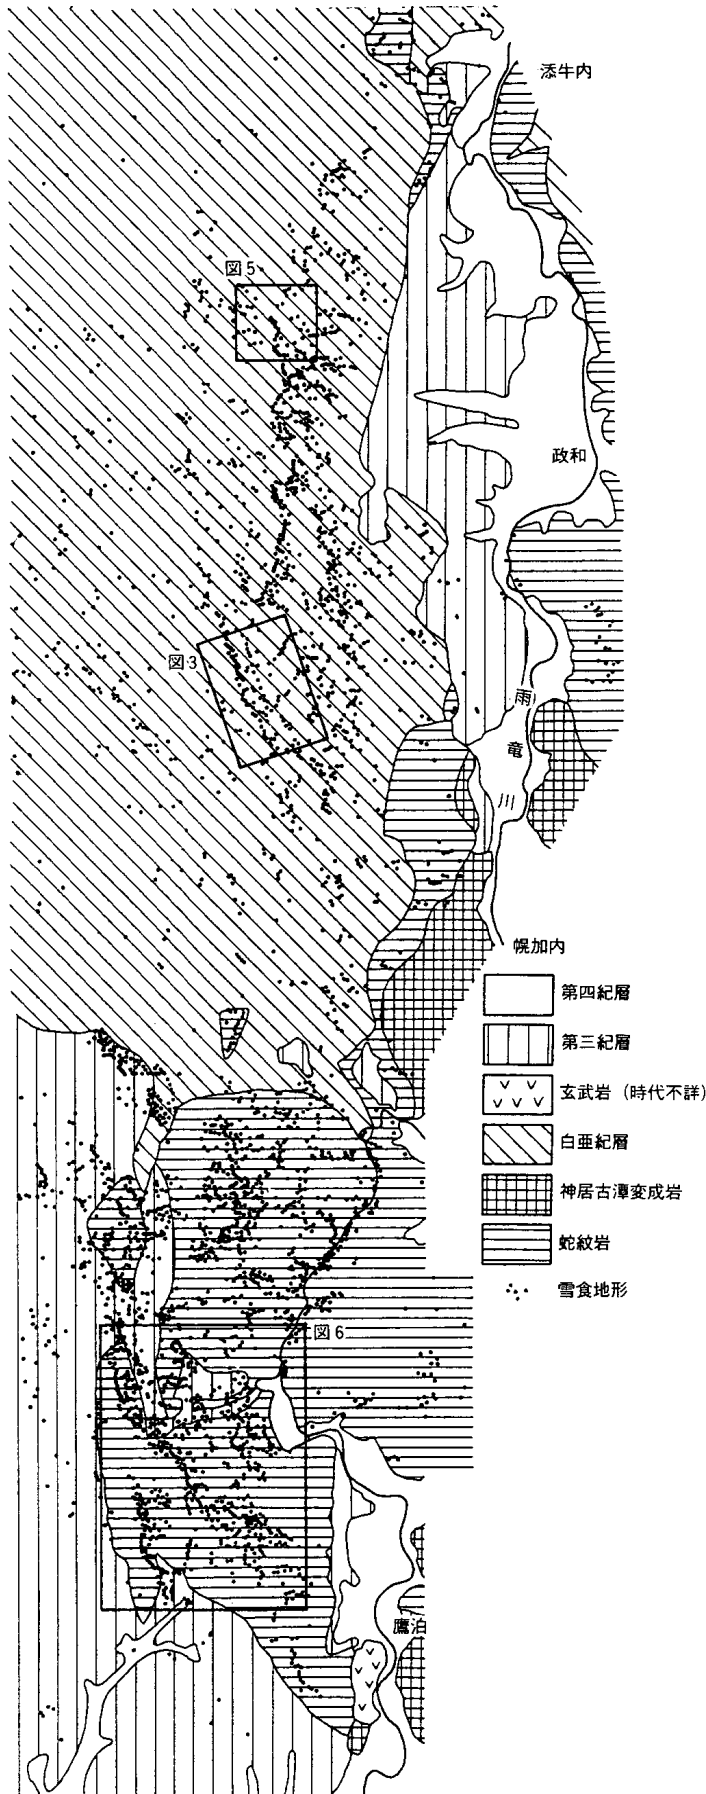 添牛内
図5
政和
図3
雨
竜
川
幌加内
第四紀層
第三紀層
玄武岩（時代不詳）
白亜紀層
神居古潭変成岩
蛇紋岩
雪食地形
図6
鷹泊